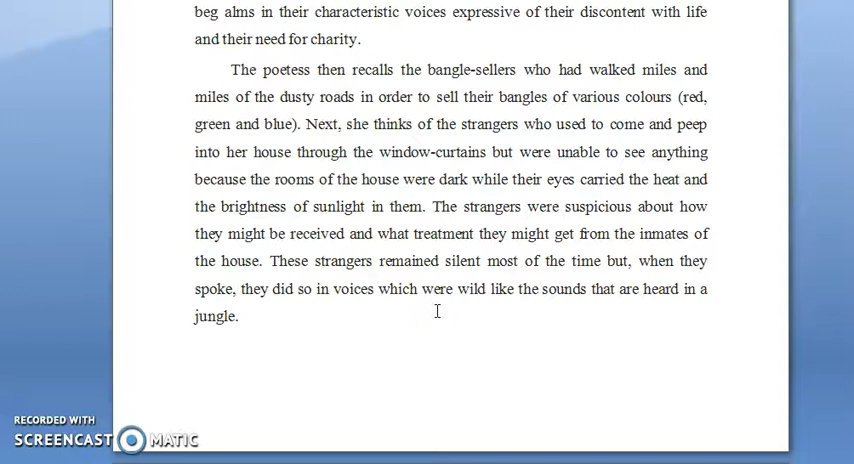 beg alms in their characteristic voices expressive of their discontent with life
and their need for charity.
The poetess then recalls the bangle-sellers who had walked miles and
miles of the dusty roads in order to sell their bangles of various colours (red,
green and blue). Next, she thinks of the strangers who used to come and peep
into her house through the window-curtains but were unable to see anything
because the rooms of the house were dark while their eyes carried the heat and
the brightness of sunlight in them. The strangers were suspicious about how
they might be received and what treatment they might get from the inmates of
the house. These strangers remained silent most of the time but, when they
spoke, they did so in voices which were wild like the sounds that are heard in a
jungle.
RECORDED WITH
SCREENCAST MATIC